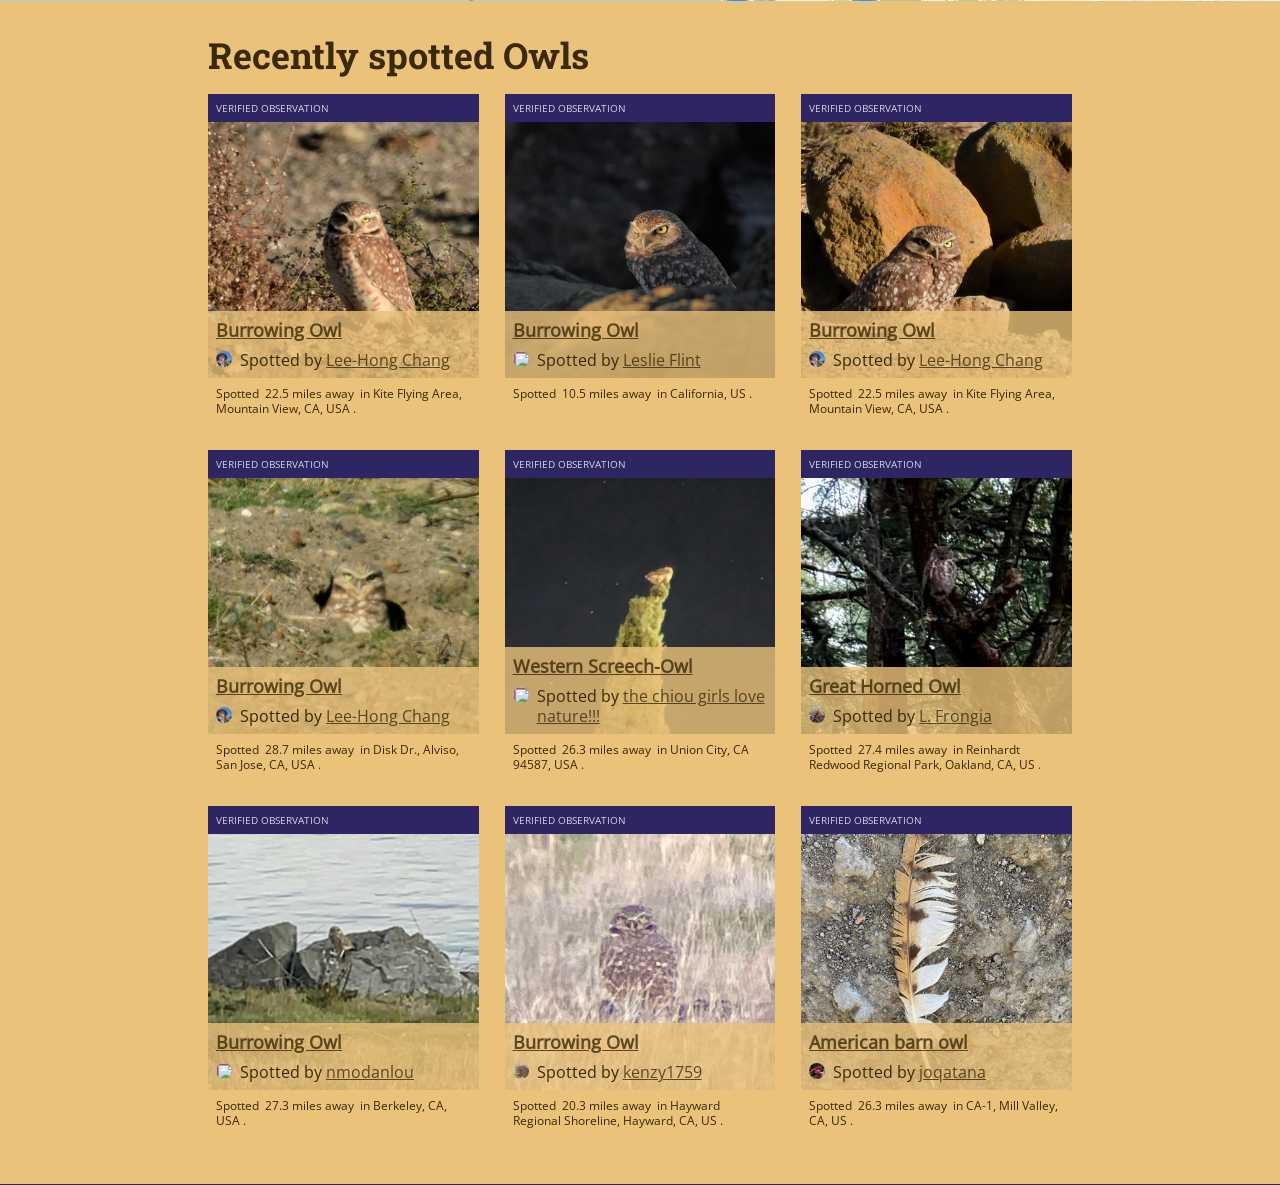 Recently spotted Owls
VERIFIED OBSERVATION
Burrowing Owl
Spotted by Lee-Hong Chang
Spotted 22.5 miles away in Kite Flying Area,
Mountain View, CA, USA .
VERIFIED OBSERVATION
Burrowing Owl
Spotted by Leslie Flint
Spotted 10.5 miles away in California, US .
VERIFIED OBSERVATION
Burrowing Owl
Spotted by Lee-Hong Chang
Spotted 22.5 miles away in Kite Flying Area,
Mountain View, CA, USA .
VERIFIED OBSERVATION
Burrowing Owl
Spotted by Lee-Hong Chang
Spotted 28.7 miles away in Disk Dr., Alviso,
San Jose, CA, USA .
VERIFIED OBSERVATION
Western Screech-Owl
Spotted by the chiou girls love
nature!!!
Spotted 26.3 miles away in Union City, CA
94587, USA .
VERIFIED OBSERVATION
Great Horned Owl
Spotted by L. Frongia
Spotted 27.4 miles away in Reinhardt
Redwood Regional Park, Oakland, CA, US .
VERIFIED OBSERVATION
Burrowing Owl
Spotted by nmodanlou
Spotted 27.3 miles away in Berkeley, CA,
USA .
VERIFIED OBSERVATION
Burrowing Owl
Spotted by kenzy1759
Spotted 20.3 miles away in Hayward
Regional Shoreline, Hayward, CA, US .
VERIFIED OBSERVATION
American barn owl
Spotted by joqatana
Spotted 26.3 miles away in CA-1, Mill Valley,
CA, US .